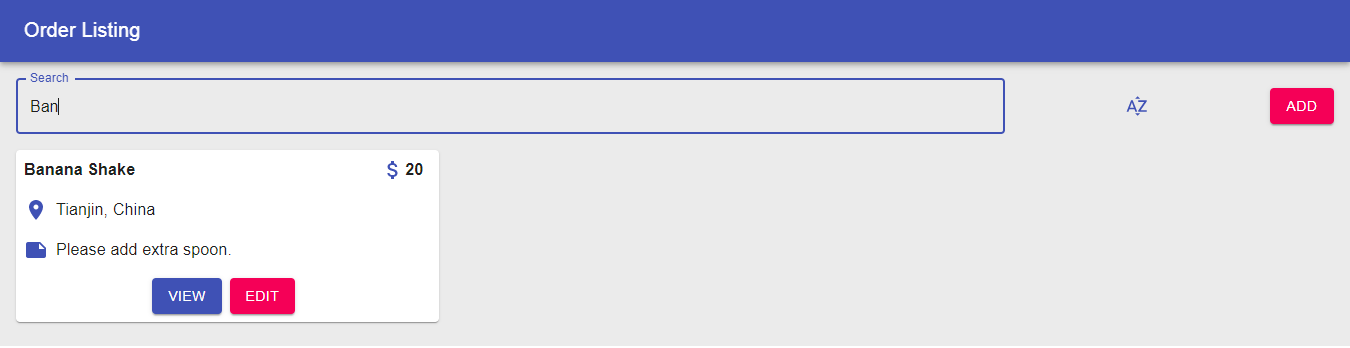 Order Listing
Search
Ban
AZ
ADD
Banana Shake
$ 20
Tianjin, China
Please add extra spoon.
VIEW EDIT